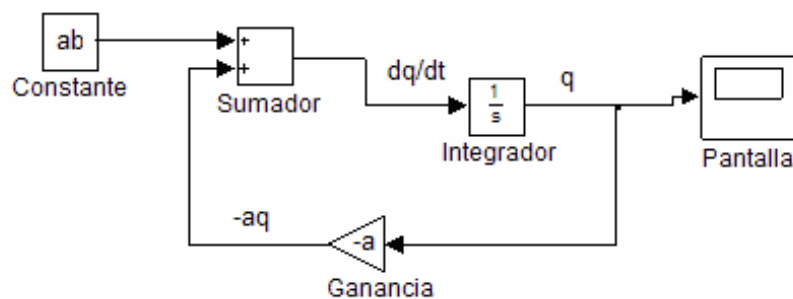 ab
Constante
+
+
Sumador
dq/dt
1
s
Integrador
q
Pantalla
-aq
-a
Ganancia